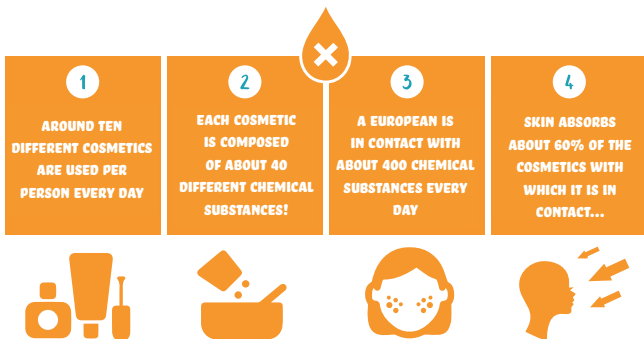 1
AROUND TEN
DIFFERENT COSMETICS
ARE USED PER
PERSON EVERY DAY
2
EACH COSMETIC
IS COMPOSED
OF ABOUT 40
DIFFERENT CHEMICAL
SUBSTANCES!
3
A EUROPEAN IS
IN CONTACT WITH
ABOUT 400 CHEMICAL
SUBSTANCES EVERY
DAY
4
SKIN ABSORBS
ABOUT 60% OF THE
COSMETICS WITH
WHICH IT IS IN
CONTACT...